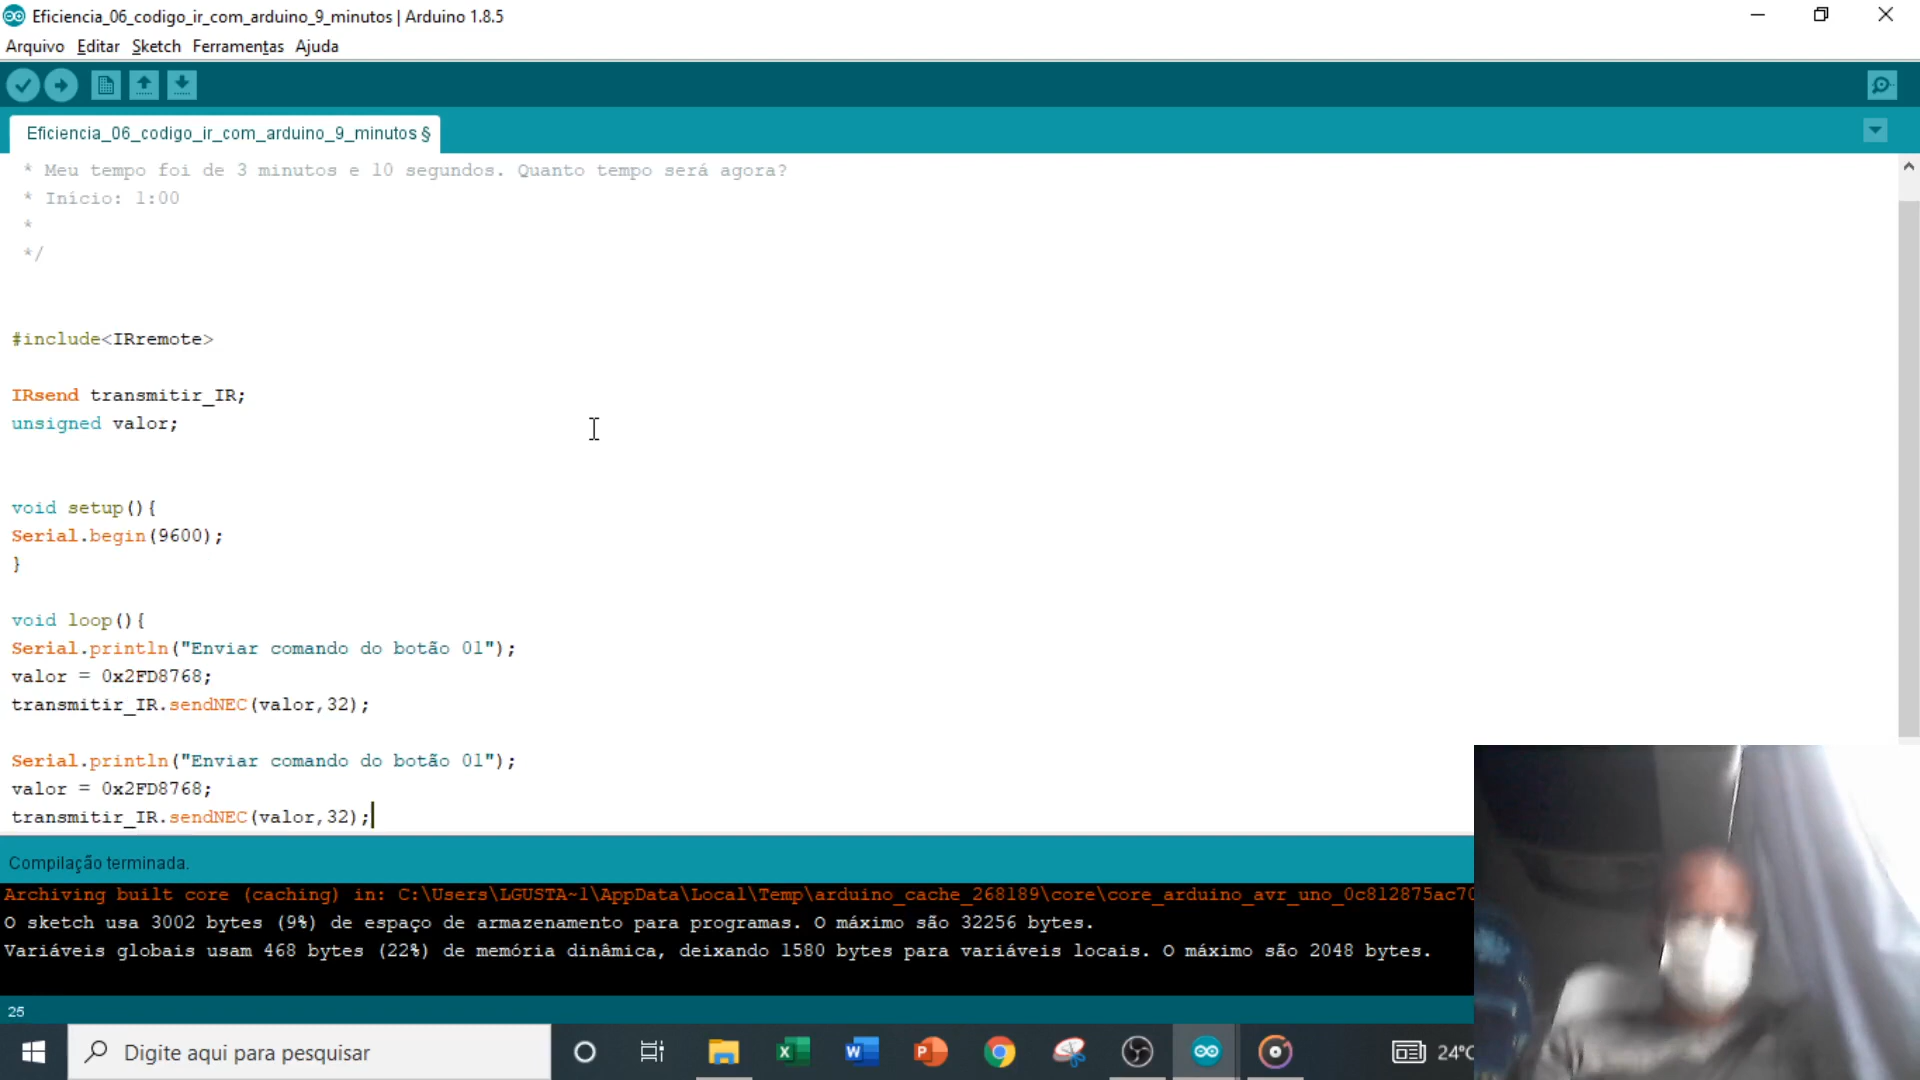 Eficiencia_06_codigo_ir_com_arduino_9_minutos | Arduino 1.8.5
Arquivo Editar Sketch Ferramentas Ajuda
Eficiencia_06_codigo_ir_com_arduino_9_minutos §
* Meu tempo foi de 3 minutos e 10 segundos. Quanto tempo será agora?
* Início: 1:00
*
*/
#include<IRremote>
IRsend transmitir_IR;
unsigned valor;
void setup(){
Serial.begin(9600);
}
void loop(){
Serial.println("Enviar comando do botão 01");
valor = 0x2FD8768;
transmitir_IR.sendNEC(valor,32);
Serial.println("Enviar comando do botão 01");
valor = 0x2FD8768;
transmitir_IR.sendNEC(valor,32);
Compilação terminada.
Archiving built core (caching) in: C:\Users\LGUSTA~1\AppData\Local\Temp\arduino_cache_268189\core\core_arduino_avr_uno_0c812875ac70
O sketch usa 3002 bytes (9%) de espaço de armazenamento para programas. O máximo são 32256 bytes.
Variáveis globais usam 468 bytes (22%) de memória dinâmica, deixando 1580 bytes para variáveis locais. O máximo são 2048 bytes.
25
Digite aqui para pesquisar
24°C